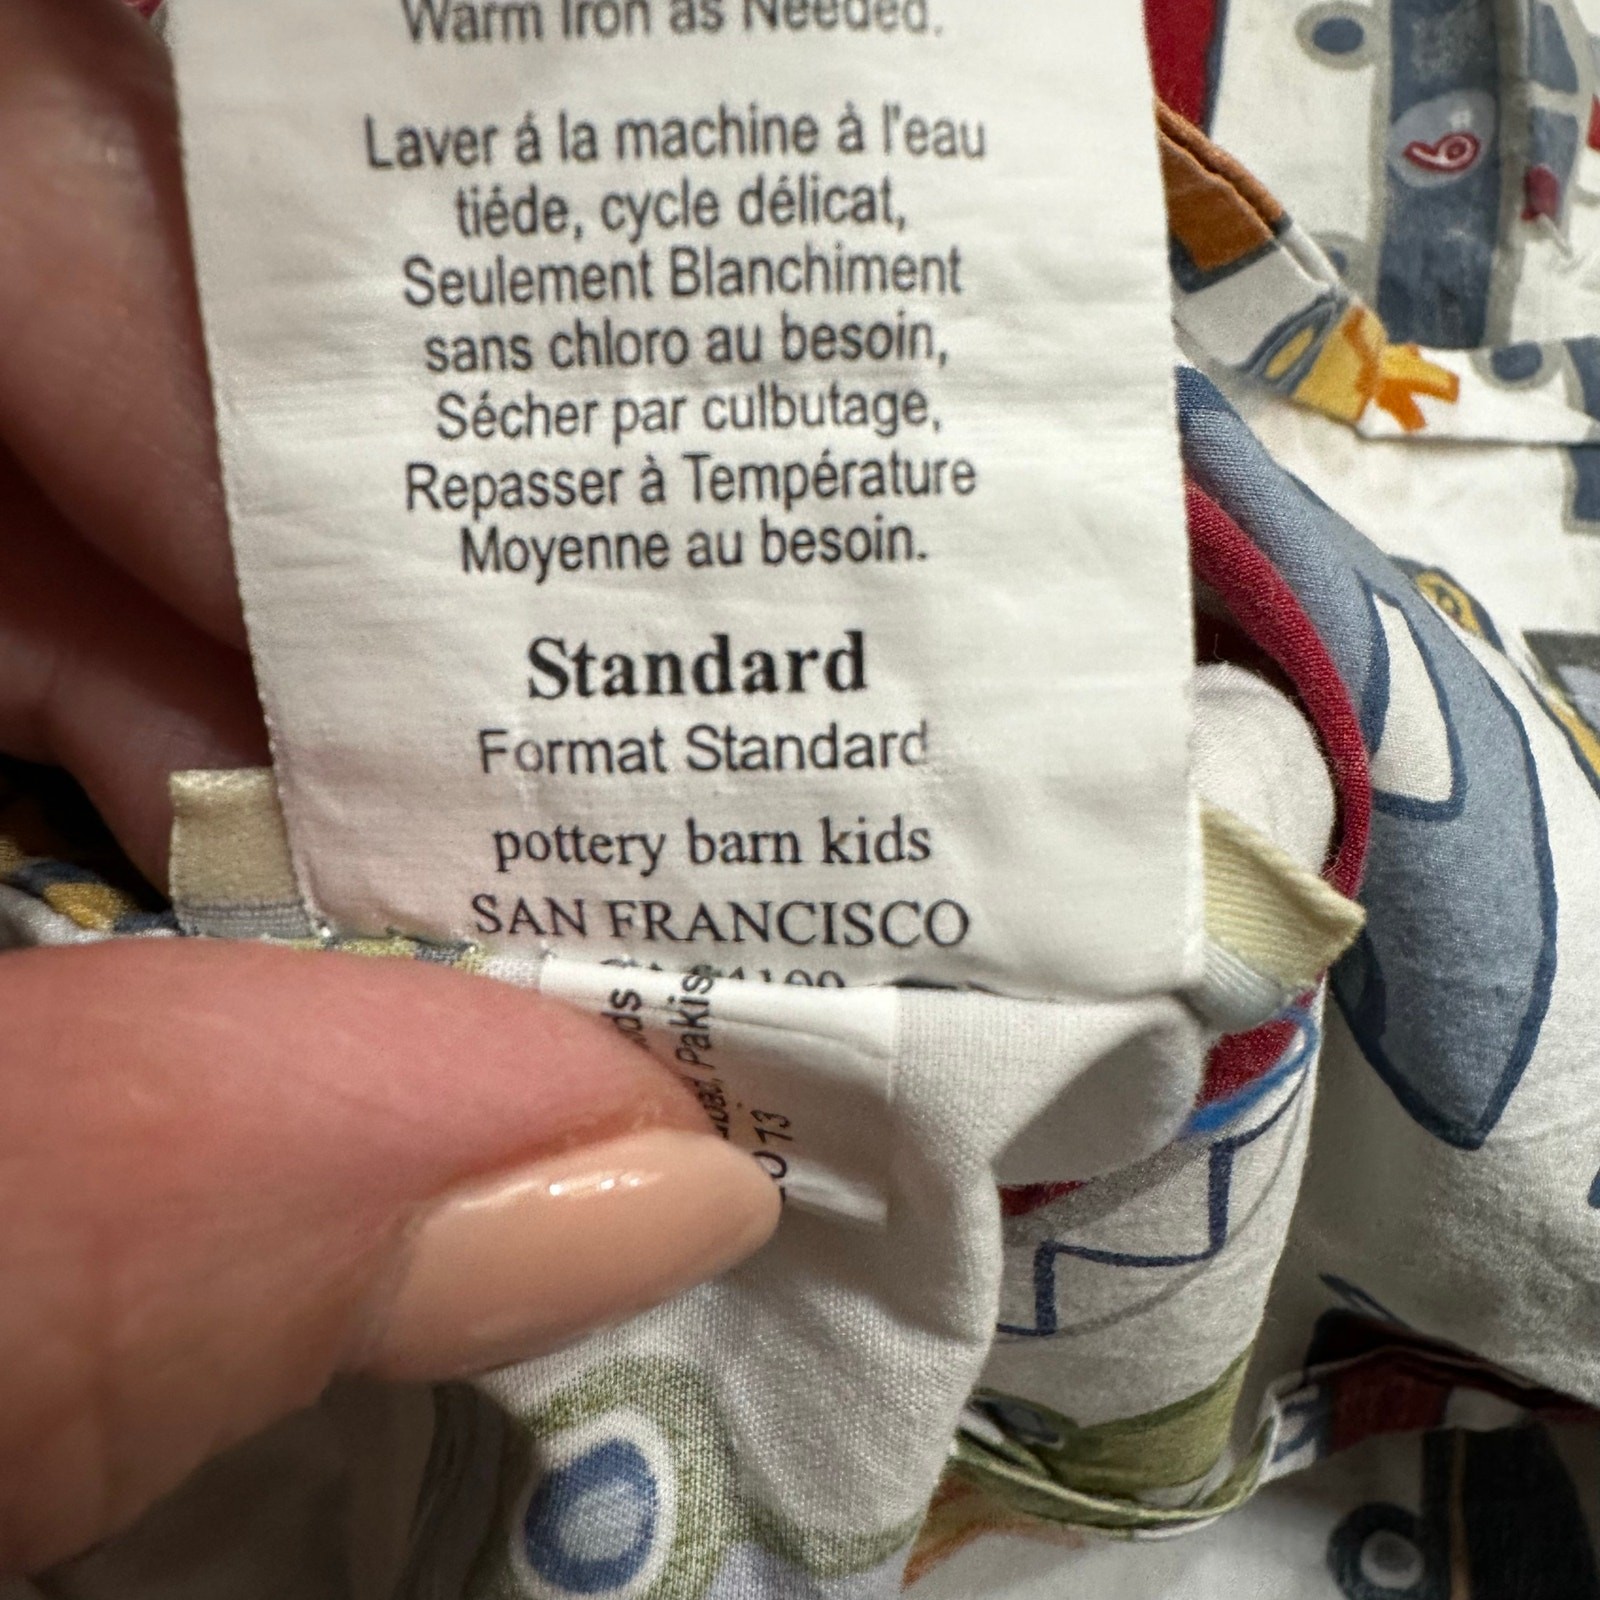 Warm Iron as Needed.
Laver á la machine à l'eau
tiéde, cycle délicat,
Seulement Blanchiment
sans chloro au besoin,
Sécher par culbutage,
Repasser à Température
Moyenne au besoin.
Standard
Format Standard
pottery barn kids
SAN FRANCISCO
6